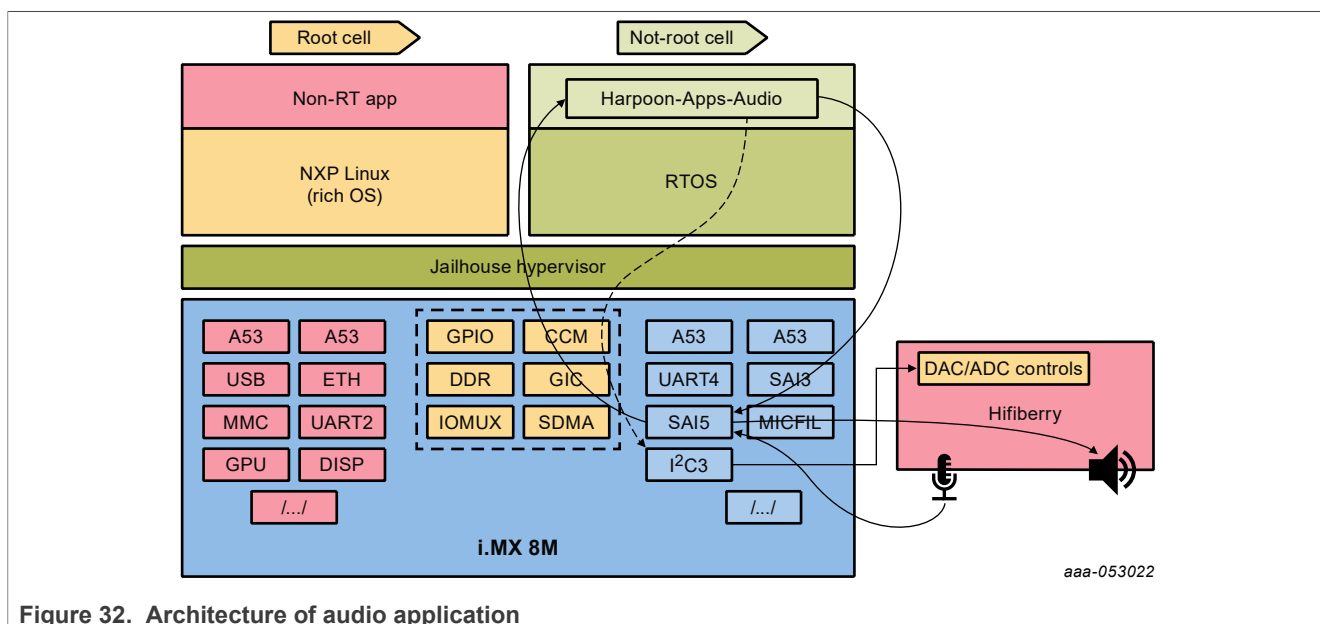 Root cell
Not-root cell
Non-RT app
Harpoon-Apps-Audio
NXP Linux
(rich OS)
RTOS
Jailhouse hypervisor
A53
A53
GPIO
CCM
A53
A53
USB
ETH
DDR
GIC
UART4
SAI3
MMC
UART2
IOMUX
SDMA
SAI5
MICFIL
GPU
DISP
I²C3
/.../
/.../
i.MX 8M
DAC/ADC controls
Hifiberry
aaa-053022
Figure 32. Architecture of audio application